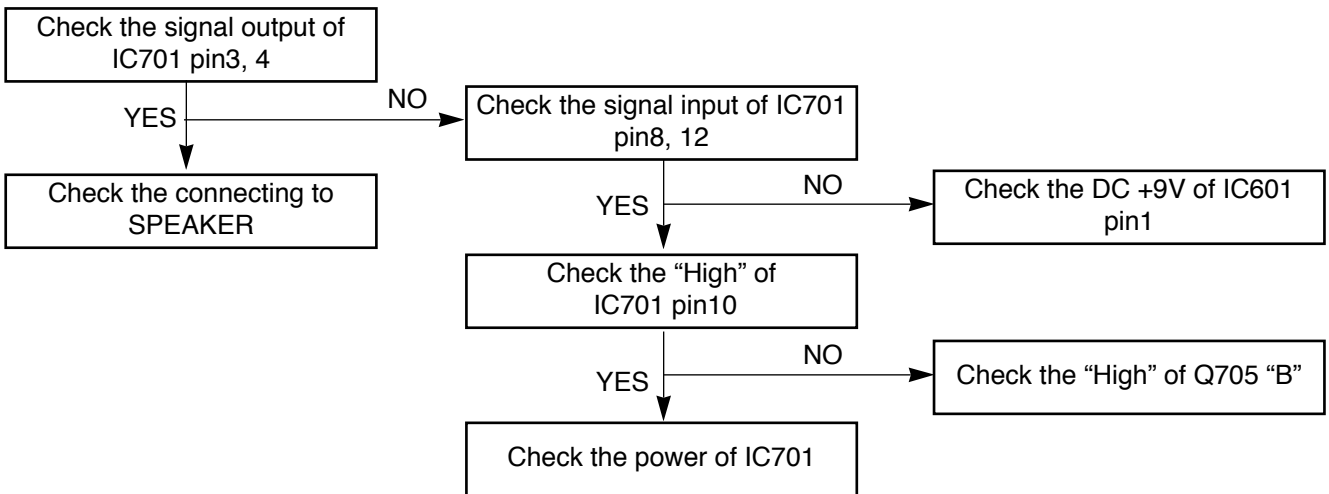 Check the signal output of
IC701 pin3, 4
YES
NO
Check the signal input of IC701
pin8, 12
Check the connecting to
SPEAKER
YES
NO
Check the DC +9V of IC601
pin1
Check the “High” of
IC701 pin10
YES
NO
Check the “High” of Q705 “B”
Check the power of IC701